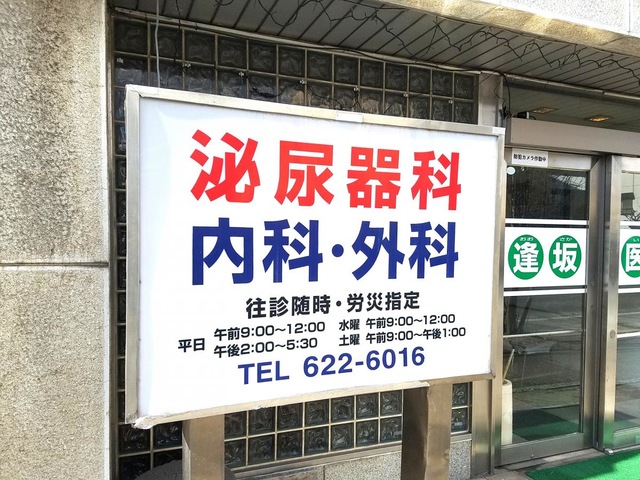 泌尿器科
内科・外科
往診随時・労災指定
平日 午前9:00～12:00 水曜 午前9:00～12:00
午後2:00～5:30 土曜 午前9:00～午後1:00
TEL 622-6016
防犯カメラ作動中
逢坂 医